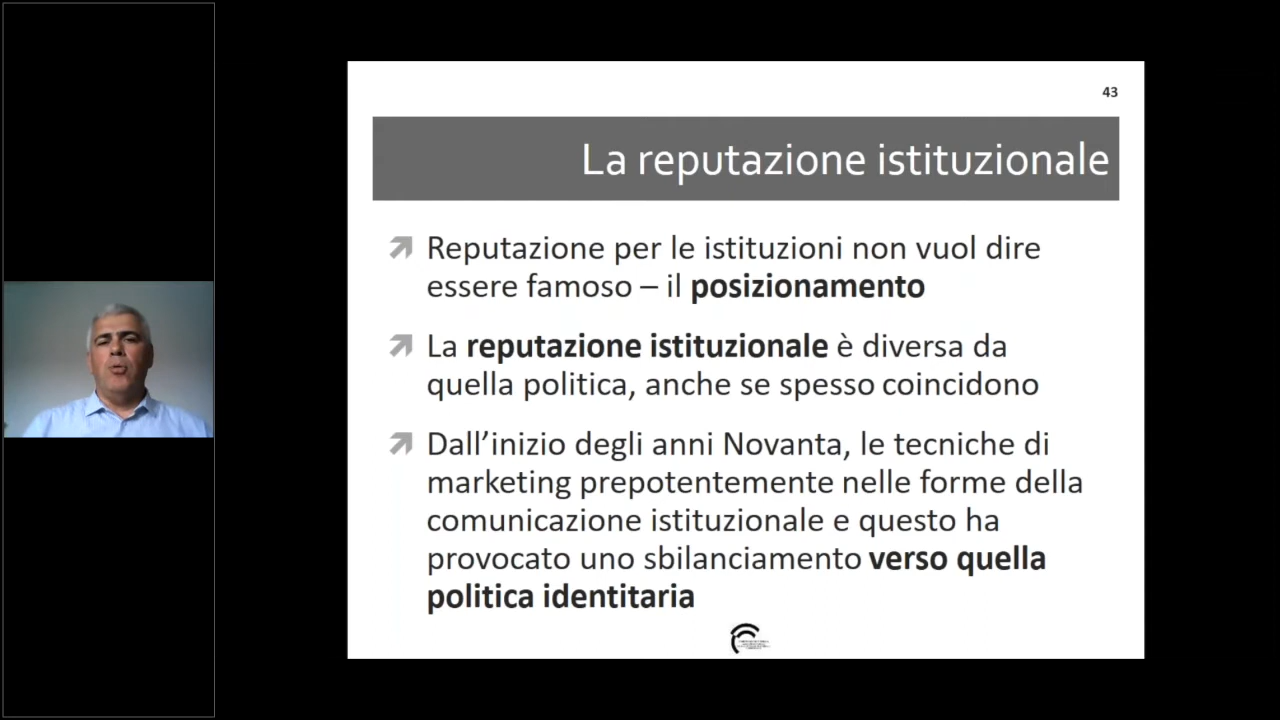 43
La reputazione istituzionale
Reputazione per le istituzioni non vuol dire
essere famoso – il posizionamento
La reputazione istituzionale è diversa da
quella politica, anche se spesso coincidono
Dall’inizio degli anni Novanta, le tecniche di
marketing prepotentemente nelle forme della
comunicazione istituzionale e questo ha
provocato uno sbilanciamento verso quella
politica identitaria